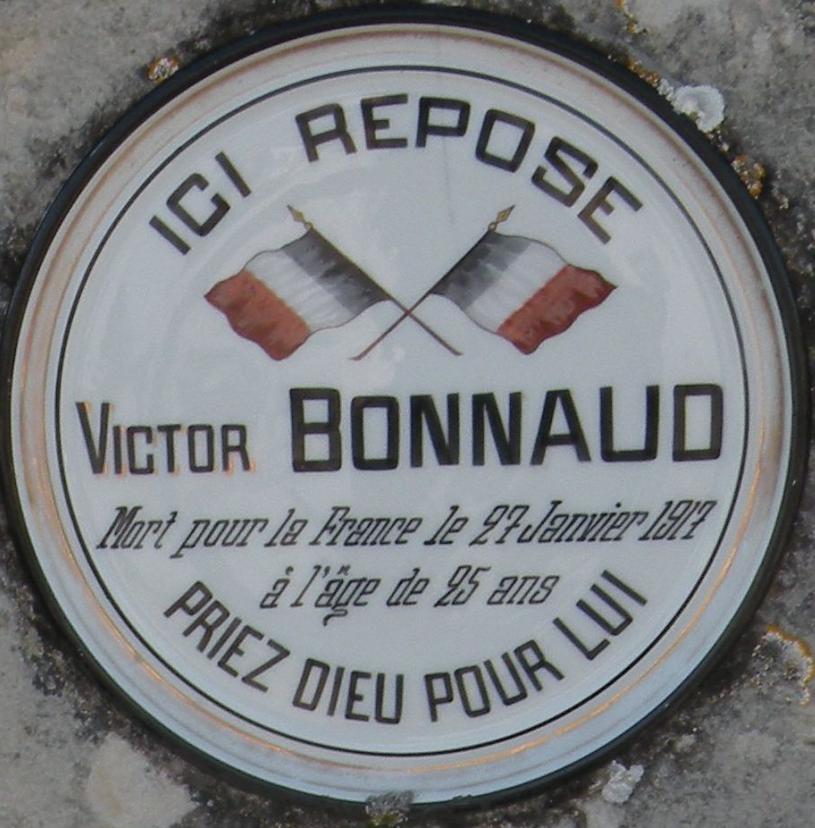 ICI REPOSE
VICTOR BONNAUD
Mort pour la France le 27 Janvier 1917
à l'âge de 25 ans
PRIEZ DIEU POUR LUI